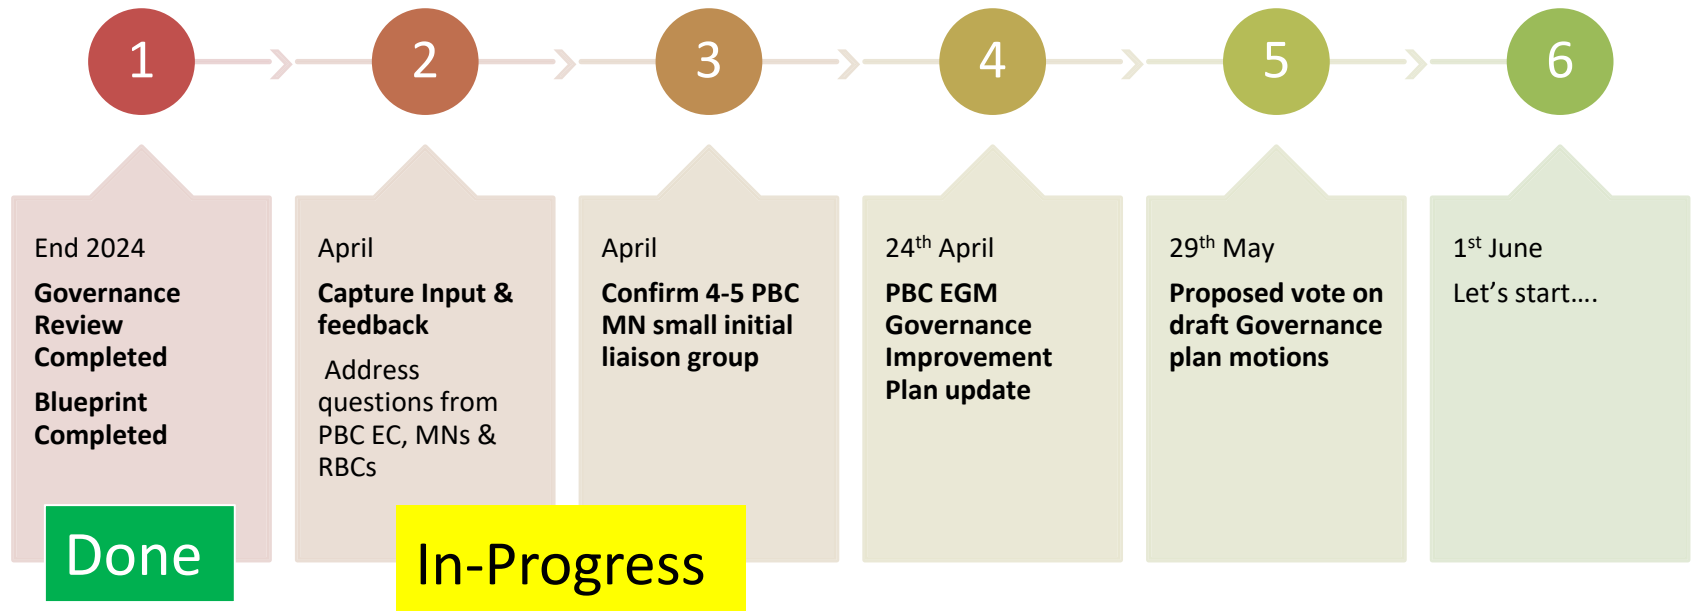 1
2
3
4
5
6
End 2024
Governance
Review
Completed
Blueprint
Completed
April
Capture Input &
feedback
Address
questions from
PBC EC, MNs &
RBCs
April
Confirm 4-5 PBC
MN small initial
liaison group
24th April
PBC EGM
Governance
Improvement
Plan update
29th May
Proposed vote on
draft Governance
plan motions
1st June
Let’s start....
Done
In-Progress